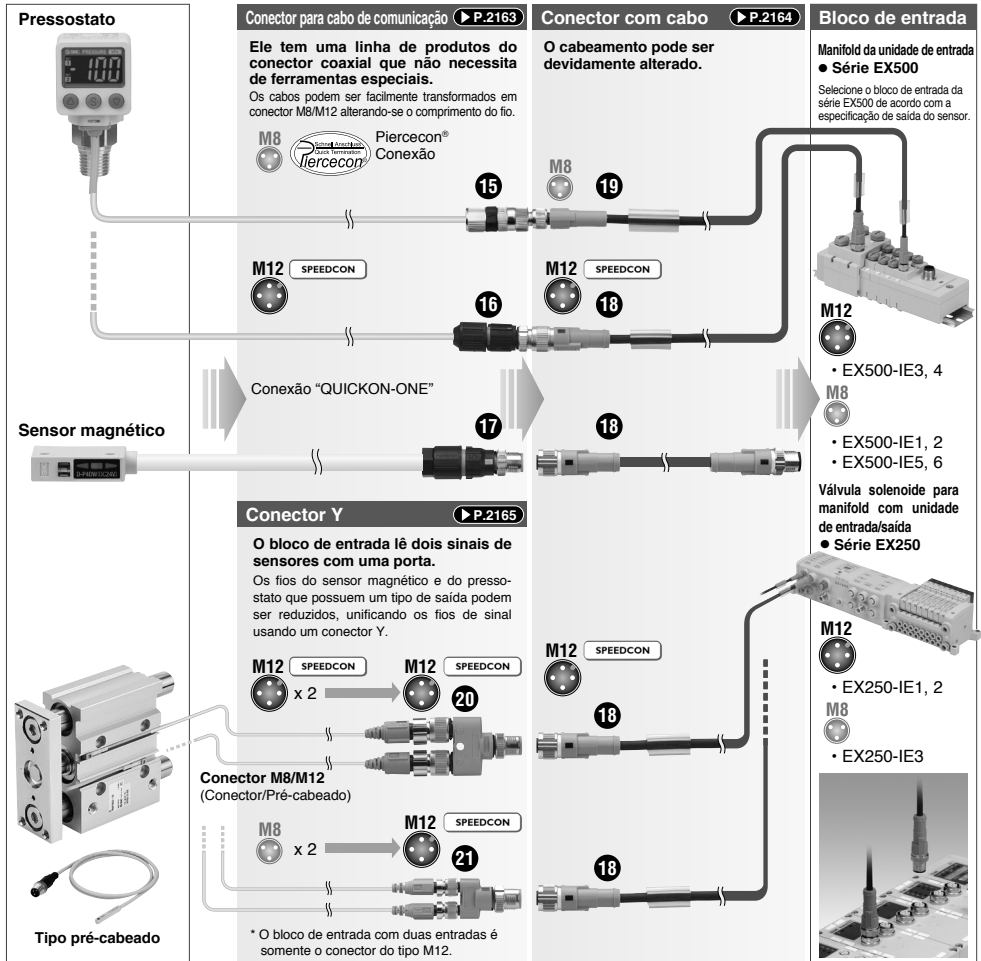 Pressostato
100
Sensor magnético
Tipo pré-cabeado
Conector para cabo de comunicação ▶P.2163
Ele tem uma linha de produtos do
conector coaxial que não necessita
de ferramentas especiais.
Os cabos podem ser facilmente transformados em
conector M8/M12 alterando-se o comprimento do fio.
M8
Schnell Anschluss
Quick Termination
Piercecon®
Piercecon®
Conexão
15
M12 SPEEDCON
16
Conexão “QUICKON-ONE”
17
Conector Y ▶P.2165
O bloco de entrada lê dois sinais de
sensores com uma porta.
Os fios do sensor magnético e do presso-
stato que possuem um tipo de saída podem
ser reduzidos, unificando os fios de sinal
usando um conector Y.
M12 SPEEDCON
x 2
M12 SPEEDCON
20
Conector M8/M12
(Conector/Pré-cabeado)
M8
x 2
M12 SPEEDCON
21
* O bloco de entrada com duas entradas é
somente o conector do tipo M12.
Conector com cabo ▶P.2164
O cabeamento pode ser
devidamente alterado.
M8
19
M12 SPEEDCON
18
18
M12 SPEEDCON
18
18
Bloco de entrada
Manifold da unidade de entrada
● Série EX500
Selecione o bloco de entrada da
série EX500 de acordo com a
especificação de saída do sensor.
M12
・EX500-IE3, 4
M8
・EX500-IE1, 2
・EX500-IE5, 6
Válvula solenoide para
manifold com unidade
de entrada/saída
● Série EX250
M12
・EX250-IE1, 2
M8
・EX250-IE3